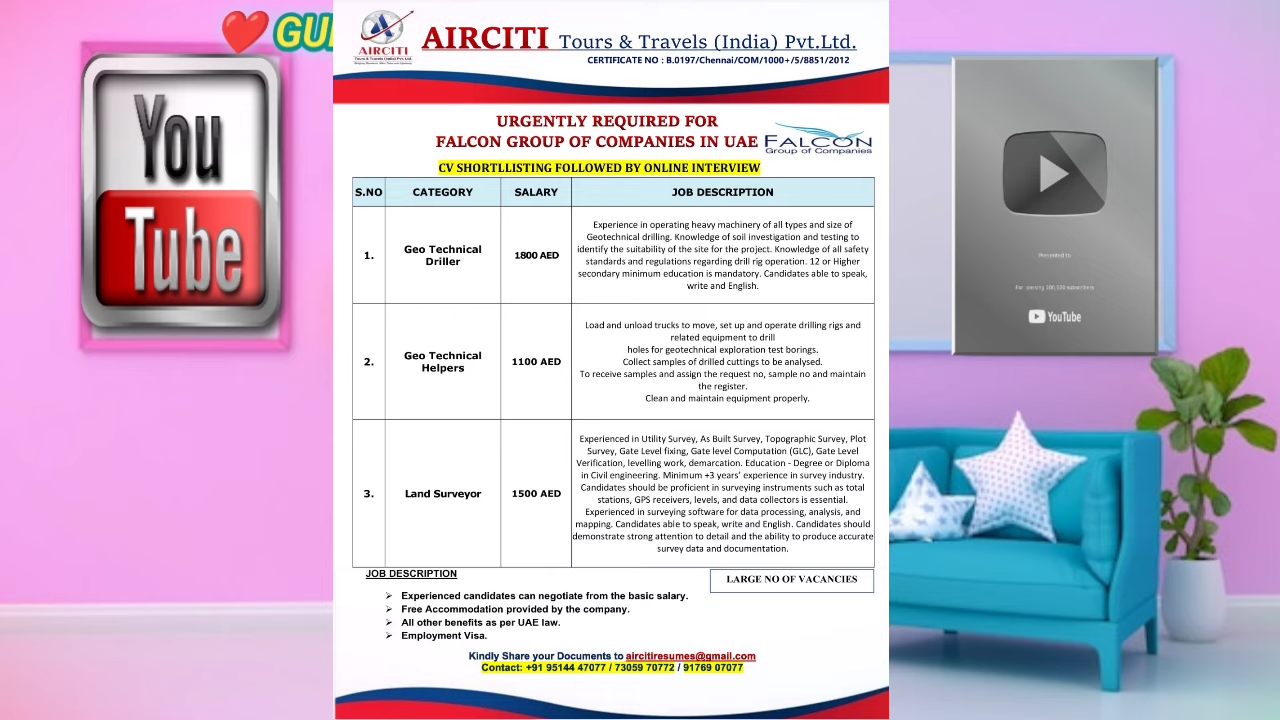 GU
You
Tube
AIRCITI
Tours & Travels (India) Pvt.Ltd.
AIRCITI Tours & Travels (India) Pvt.Ltd.
CERTIFICATE NO : B.0197/Chennai/COM/1000+/5/8851/2012
URGENTLY REQUIRED FOR
FALCON GROUP OF COMPANIES IN UAE
FALCON
Group of Companies
CV SHORTLLISTING FOLLOWED BY ONLINE INTERVIEW
S.NO CATEGORY SALARY JOB DESCRIPTION
1. Geo Technical Driller 1800 AED
Experience in operating heavy machinery of all types and size of
Geotechnical drilling. Knowledge of soil investigation and testing to
identify the suitability of the site for the project. Knowledge of all safety
standards and regulations regarding drill rig operation. 12 or Higher
secondary minimum education is mandatory. Candidates able to speak,
write and English.
2. Geo Technical Helpers 1100 AED
Load and unload trucks to move, set up and operate drilling rigs and
related equipment to drill
holes for geotechnical exploration test borings.
Collect samples of drilled cuttings to be analysed.
To receive samples and assign the request no, sample no and maintain
the register.
Clean and maintain equipment properly.
3. Land Surveyor 1500 AED
Experienced in Utility Survey, As Built Survey, Topographic Survey, Plot
Survey, Gate Level fixing, Gate level Computation (GLC), Gate Level
Verification, levelling work, demarcation. Education - Degree or Diploma
in Civil engineering. Minimum +3 years' experience in survey industry.
Candidates should be proficient in surveying instruments such as total
stations, GPS receivers, levels, and data collectors is essential.
Experienced in surveying software for data processing, analysis, and
mapping. Candidates able to speak, write and English. Candidates should
demonstrate strong attention to detail and the ability to produce accurate
survey data and documentation.
JOB DESCRIPTION
LARGE NO OF VACANCIES
➢ Experienced candidates can negotiate from the basic salary.
➢ Free Accommodation provided by the company.
➢ All other benefits as per UAE law.
➢ Employment Visa.
Kindly Share your Documents to aircitiresumes@gmail.com
Contact: +91 95144 47077 / 73059 70772 / 91769 07077
Presented to
For passing 100,000 subscribers
YouTube